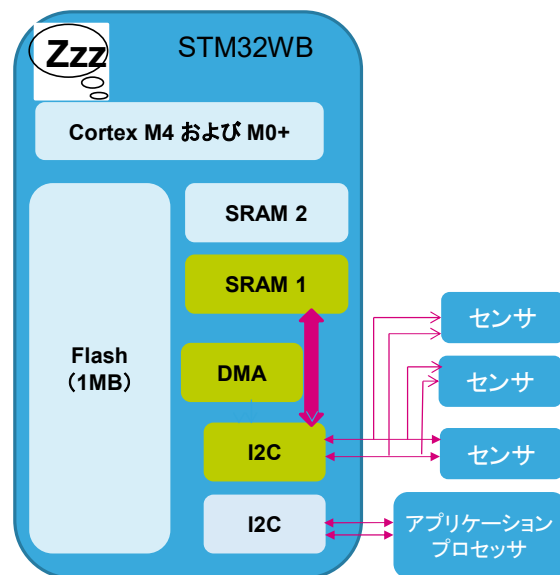 Zzz
STM32WB
Cortex M4 および M0+
SRAM 2
SRAM 1
Flash
（1MB）
DMA
I2C
I2C
センサ
センサ
センサ
アプリケーション
プロセッサ